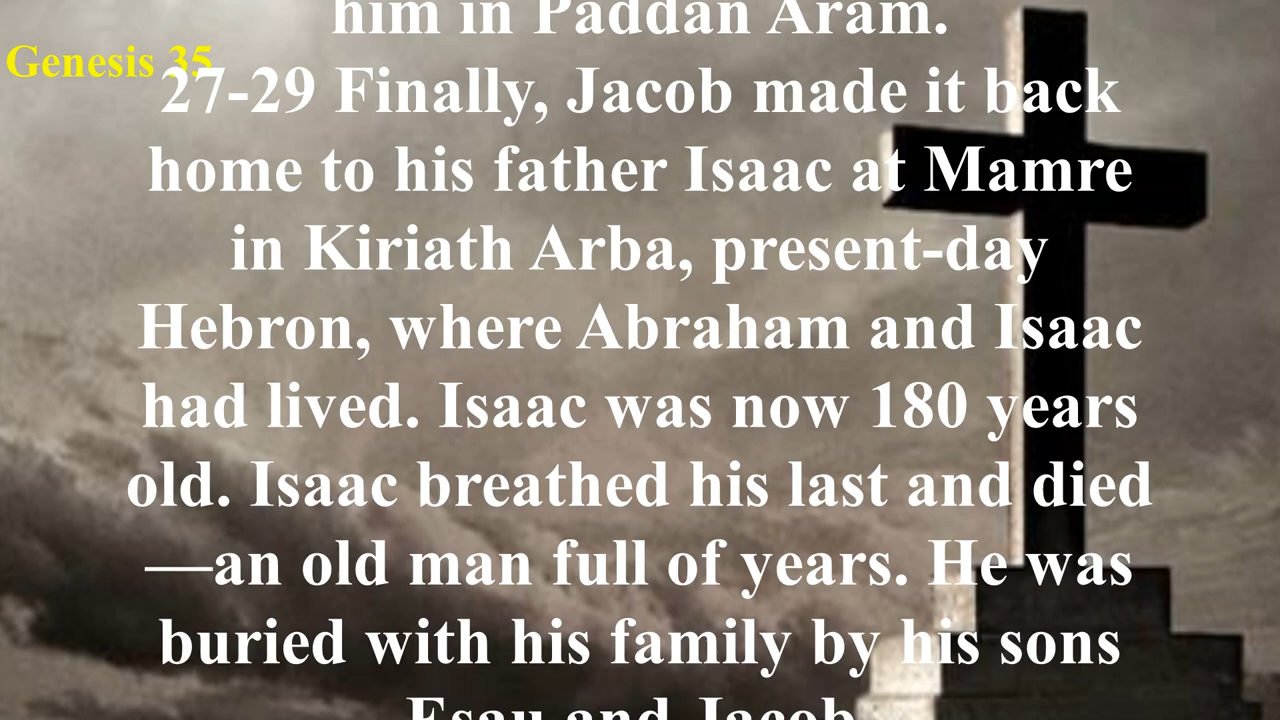 him in Paddan Aram.
Genesis 35
27-29 Finally, Jacob made it back
home to his father Isaac at Mamre
in Kiriath Arba, present-day
Hebron, where Abraham and Isaac
had lived. Isaac was now 180 years
old. Isaac breathed his last and died
—an old man full of years. He was
buried with his family by his sons
Esau and Jacob.